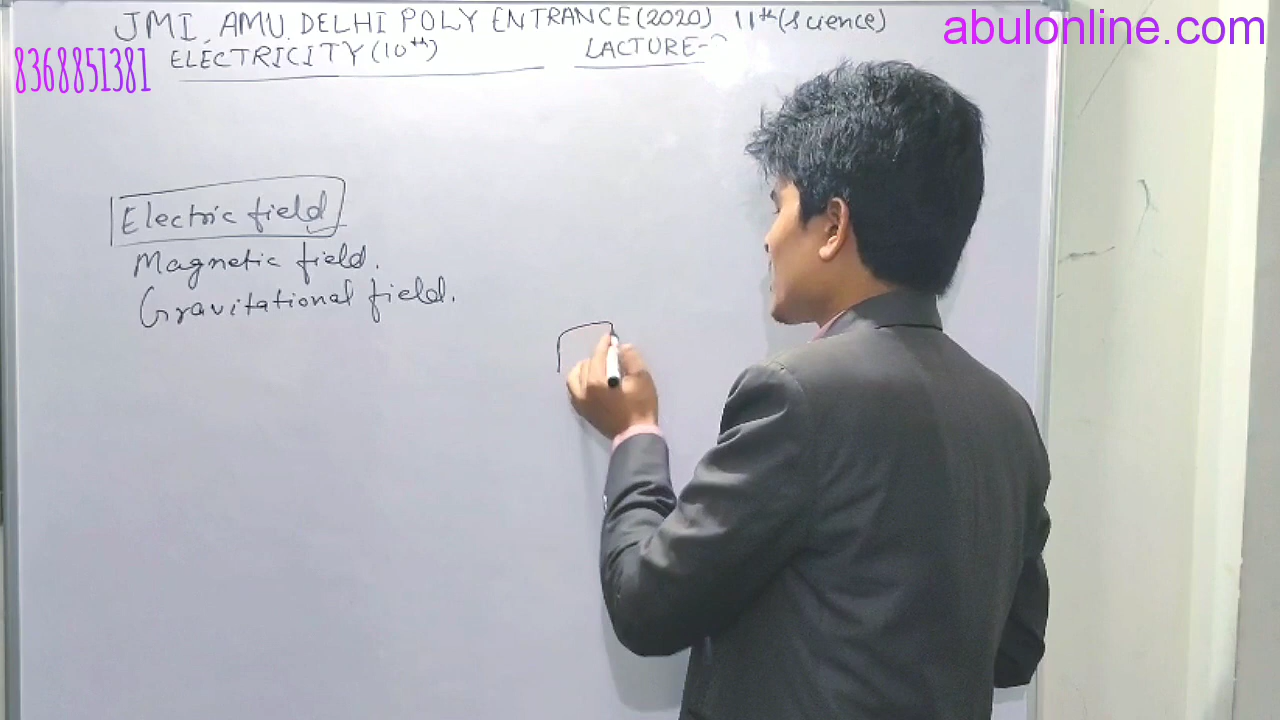 JMI, AMU, DELHI POLY ENTRANCE (2020) 11th (Science)
abulonline.com
8368851381
ELECTRICITY (10th)
LACTURE-
Electric field
Magnetic field.
Gravitational field.